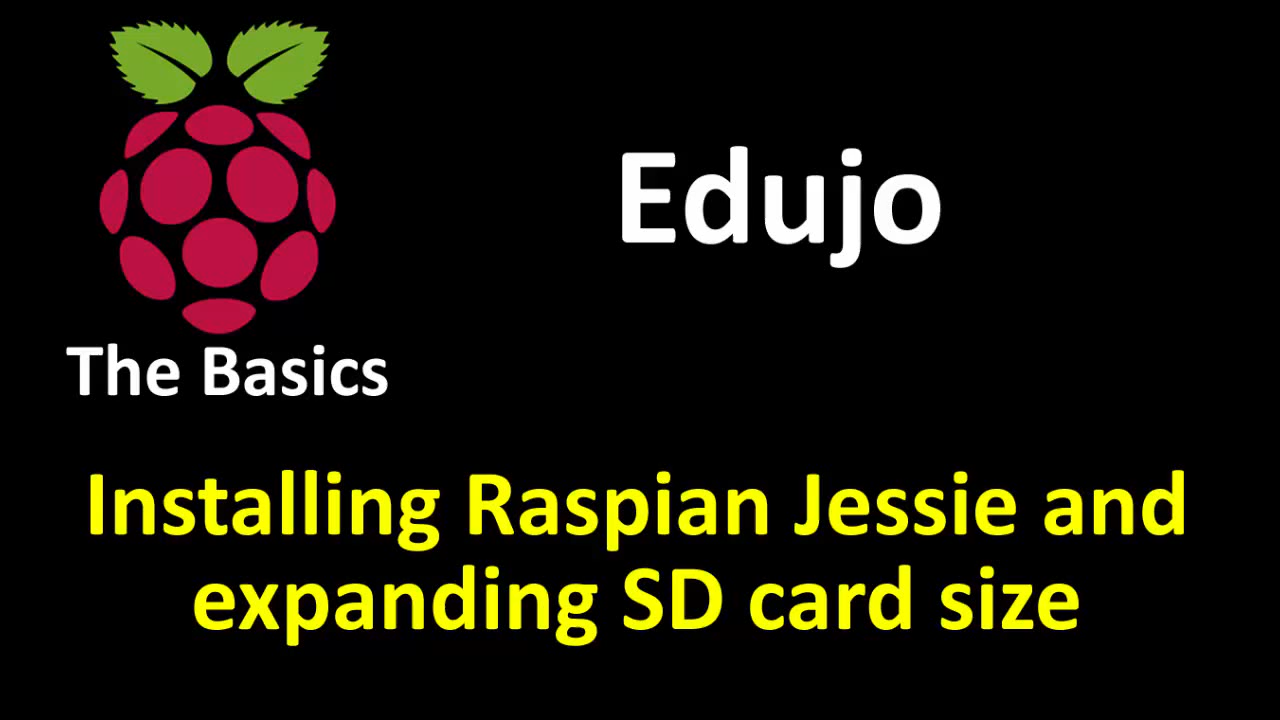 Edujo
The Basics
Installing Raspian Jessie and
expanding SD card size